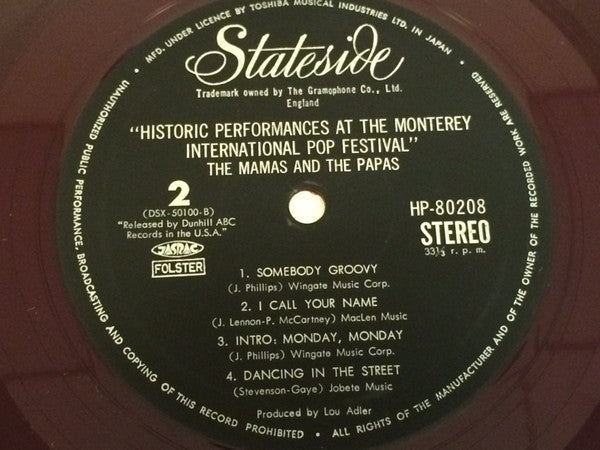 MFD. UNDER LICENCE BY TOSHIBA MUSICAL INDUSTRIES LTD. IN JAPAN •
ALL RIGHTS OF THE MANUFACTURER AND OF THE OWNER OF THE RECORDED WORK ARE RESERVED
UNAUTHORIZED PUBLIC PERFORMANCE, BROADCASTING AND COPYING OF THIS RECORD PROHIBITED •
Stateside
Trademark owned by The Gramophone Co., Ltd.
England
"HISTORIC PERFORMANCES AT THE MONTEREY
INTERNATIONAL POP FESTIVAL"
THE MAMAS AND THE PAPAS
2
(DSX-50100-B)
"Released by Dunhill ABC
Records in the U.S.A."
JASRAC
FOLSTER
HP-80208
STEREO
33⅓ r. p. m.
1. SOMEBODY GROOVY
(J. Phillips) Wingate Music Corp.
2. I CALL YOUR NAME
(J. Lennon-P. McCartney) MacLen Music
3. INTRO: MONDAY, MONDAY
(J. Phillips) Wingate Music Corp.
4. DANCING IN THE STREET
(Stevenson-Gaye) Jobete Music
Produced by Lou Adler